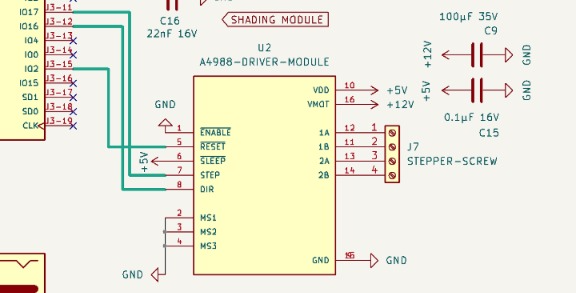 IO17 J3-11
IO16 J3-12
IO4 J3-13
IO0 J3-14
IO2 J3-15
IO15 J3-16
SD1 J3-17
SD0 J3-18
CLK J3-19
C16
22nF 16V
SHADING MODULE
100µF 35V
C9
+12V
GND
+5V
GND
0.1µF 16V
C15
U2
A4988-DRIVER-MODULE
GND
VDD 10 +5V
VMOT 16 +12V
1 ENABLE
5 RESET
+5V 6 SLEEP
7 STEP
8 DIR
1A 12 1
1B 11 2
2A 13 3
2B 14 4
J7
STEPPER-SCREW
2 MS1
3 MS2
4 MS3
GND
GND GND